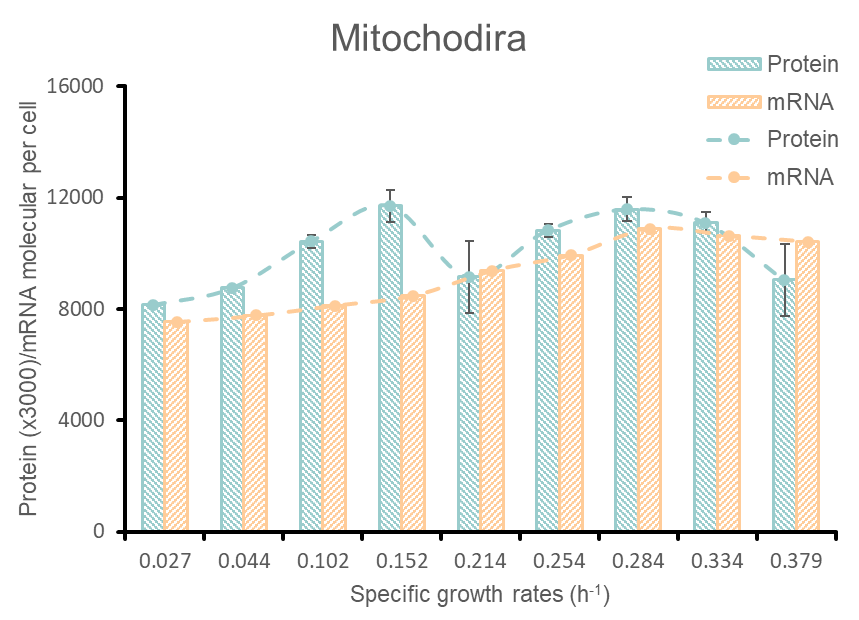 Mitochodira
Protein
mRNA
Protein
mRNA
Protein (x3000)/mRNA molecular per cell
16000
12000
8000
4000
0
0.027 0.044 0.102 0.152 0.214 0.254 0.284 0.334 0.379
Specific growth rates (h-1)